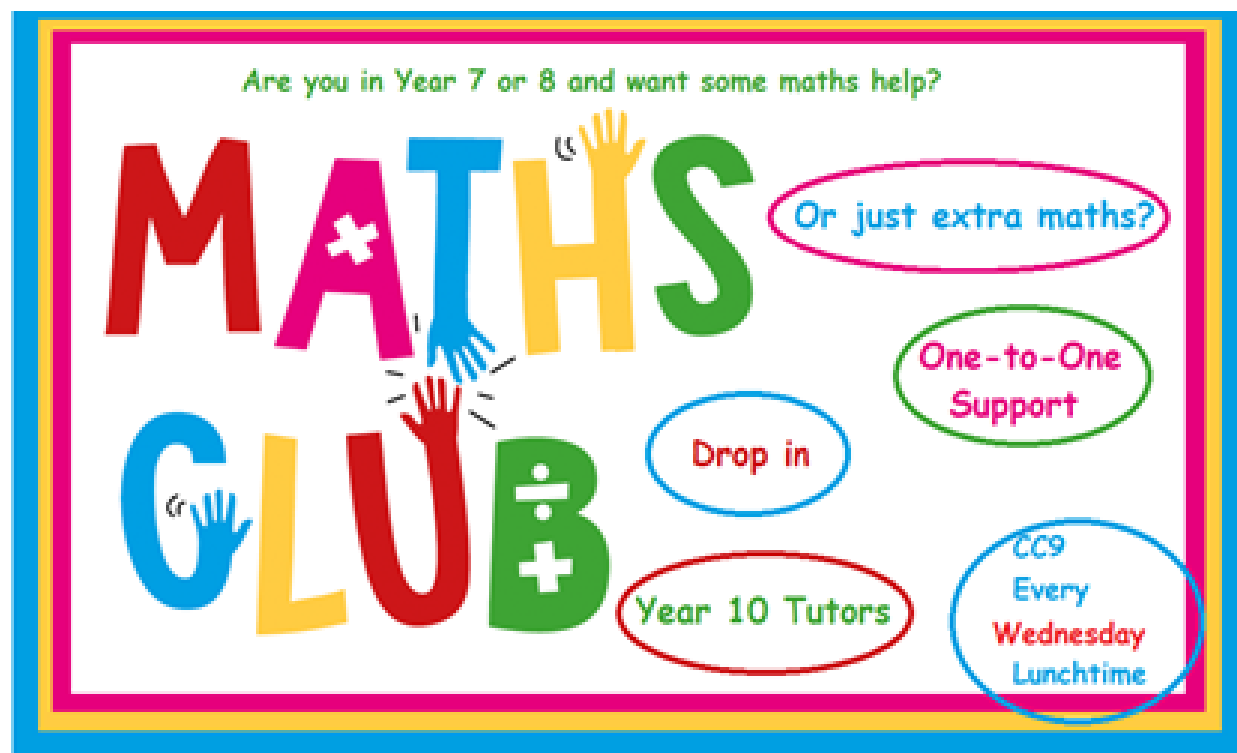 Are you in Year 7 or 8 and want some maths help?
MATHS
CLUB
Or just extra maths?
One-to-One
Support
Drop in
Year 10 Tutors
CC9
Every
Wednesday
Lunchtime